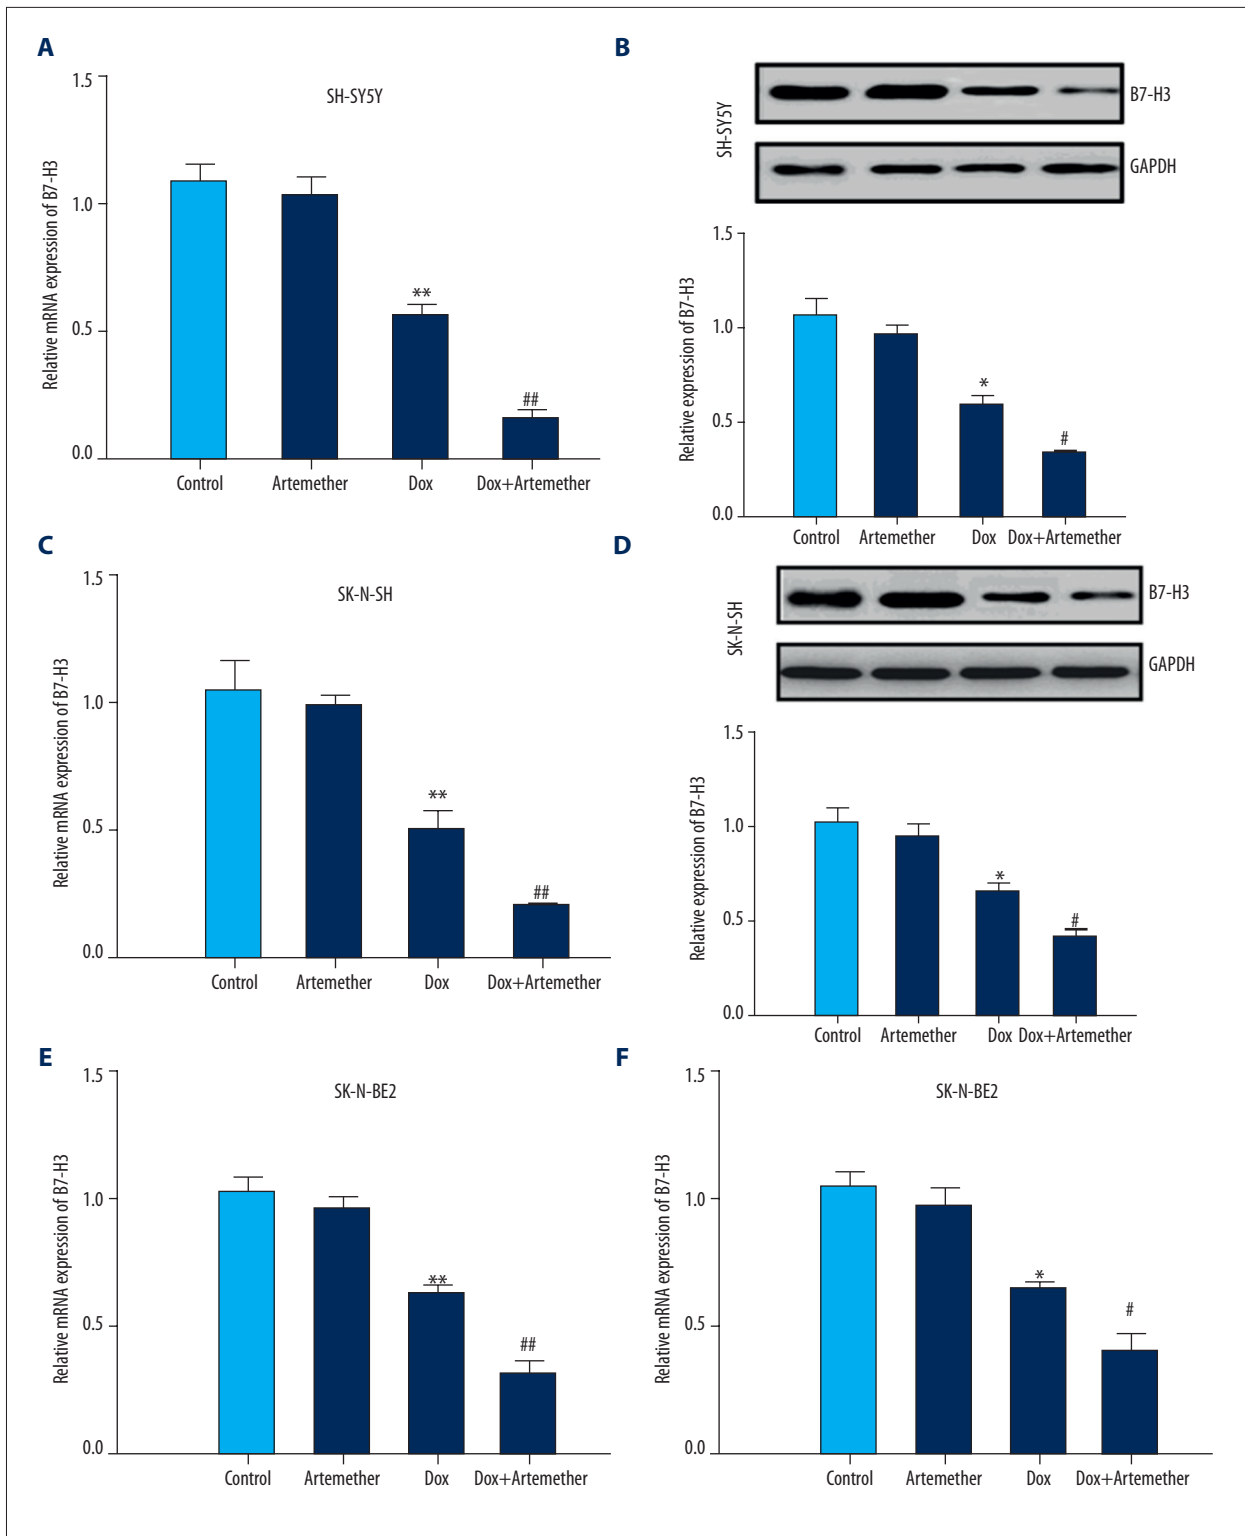 A
SH-SY5Y
Relative mRNA expression of B7-H3
1.5
1.0
0.5
0.0
**
##
Control Artemether Dox Dox+Artemether
B
SH-SY5Y
B7-H3
GAPDH
Relative expression of B7-H3
1.5
1.0
0.5
0.0
*
#
Control Artemether Dox Dox+Artemether
C
SK-N-SH
Relative mRNA expression of B7-H3
1.5
1.0
0.5
0.0
**
##
Control Artemether Dox Dox+Artemether
D
SK-N-SH
B7-H3
GAPDH
Relative expression of B7-H3
1.5
1.0
0.5
0.0
*
#
Control Artemether Dox Dox+Artemether
E
SK-N-BE2
Relative mRNA expression of B7-H3
1.5
1.0
0.5
0.0
**
##
Control Artemether Dox Dox+Artemether
F
SK-N-BE2
Relative mRNA expression of B7-H3
1.5
1.0
0.5
0.0
*
#
Control Artemether Dox Dox+Artemether